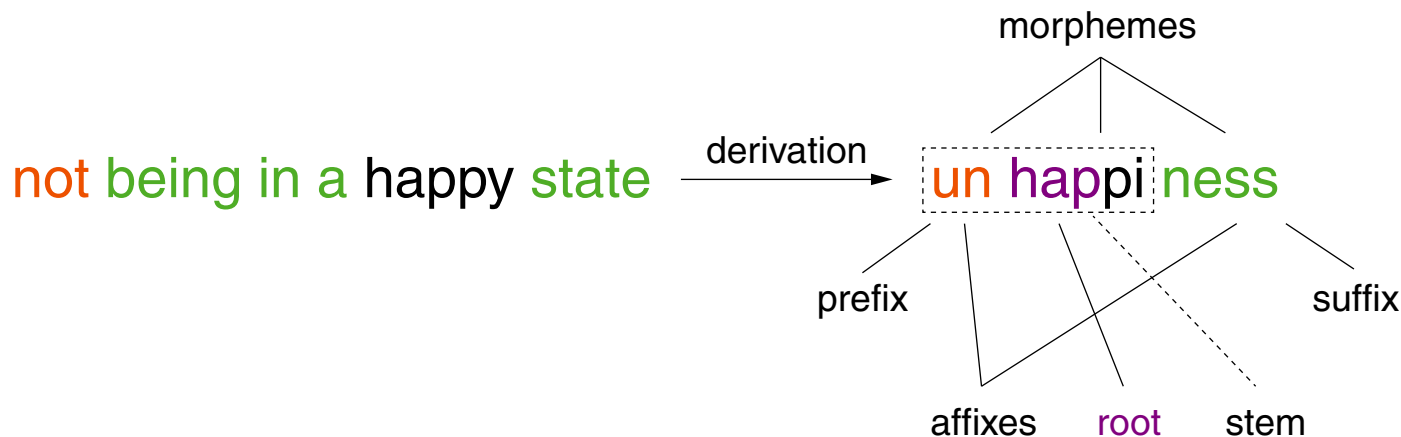 morphemes
not being in a happy state
derivation
un happi ness
prefix
suffix
affixes
root
stem